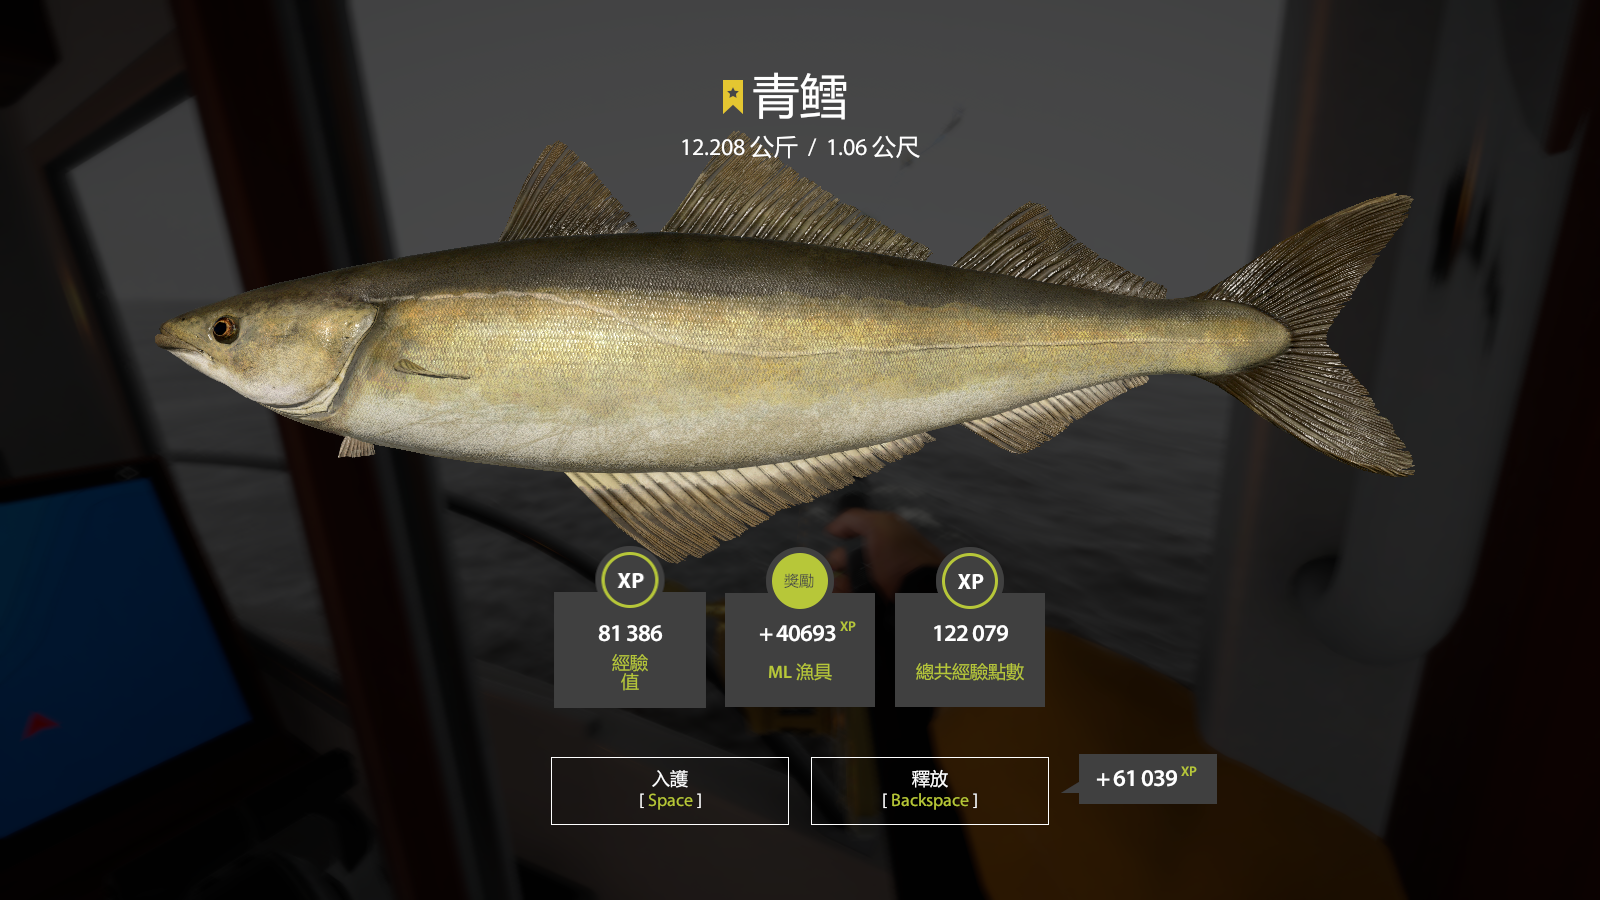 青鳕
12.208 公斤 / 1.06 公尺
XP
81 386
經驗
值
獎勵
+40693 XP
ML 漁具
XP
122 079
總共經驗點數
入護
[ Space ]
釋放
[ Backspace ]
+61 039 XP